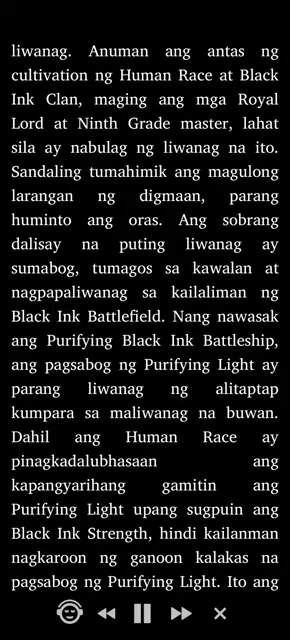 liwanag. Anuman ang antas ng
cultivation ng Human Race at Black
Ink Clan, maging ang mga Royal
Lord at Ninth Grade master, lahat
sila ay nabulag ng liwanag na ito.
Sandaling tumahimik ang magulong
larangan ng digmaan, parang
huminto ang oras. Ang sobrang
dalisay na puting liwanag ay
sumabog, tumagos sa kawalan at
nagpapaliwanag sa kailaliman ng
Black Ink Battlefield. Nang nawasak
ang Purifying Black Ink Battleship,
ang pagsabog ng Purifying Light ay
parang liwanag ng alitaptap
kumpara sa maliwanag na buwan.
Dahil ang Human Race ay
pinagkadalubhasaan ang
kapangyarihang gamitin ang
Purifying Light upang sugpuin ang
Black Ink Strength, hindi kailanman
nagkaroon ng ganoon kalakas na
pagsabog ng Purifying Light. Ito ang